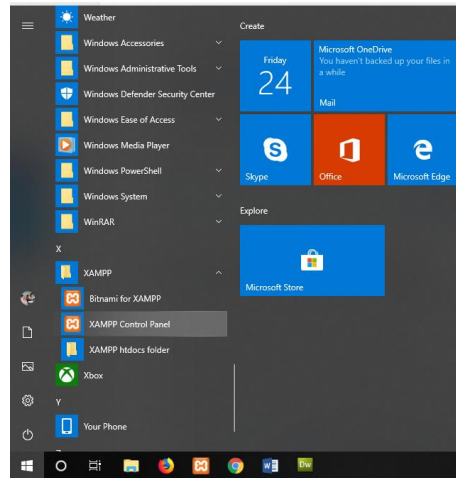 Weather
Windows Accessories
Windows Administrative Tools
Windows Defender Security Center
Windows Ease of Access
Windows Media Player
Windows PowerShell
Windows System
WinRAR
X
XAMPP
Bitnami for XAMPP
XAMPP Control Panel
XAMPP htdocs folder
Xbox
Y
Your Phone
Create
Friday
24
Microsoft OneDrive
You haven't backed up your files in
a while
Mail
Skype
Office
Microsoft Edge
Explore
Microsoft Store
Dw